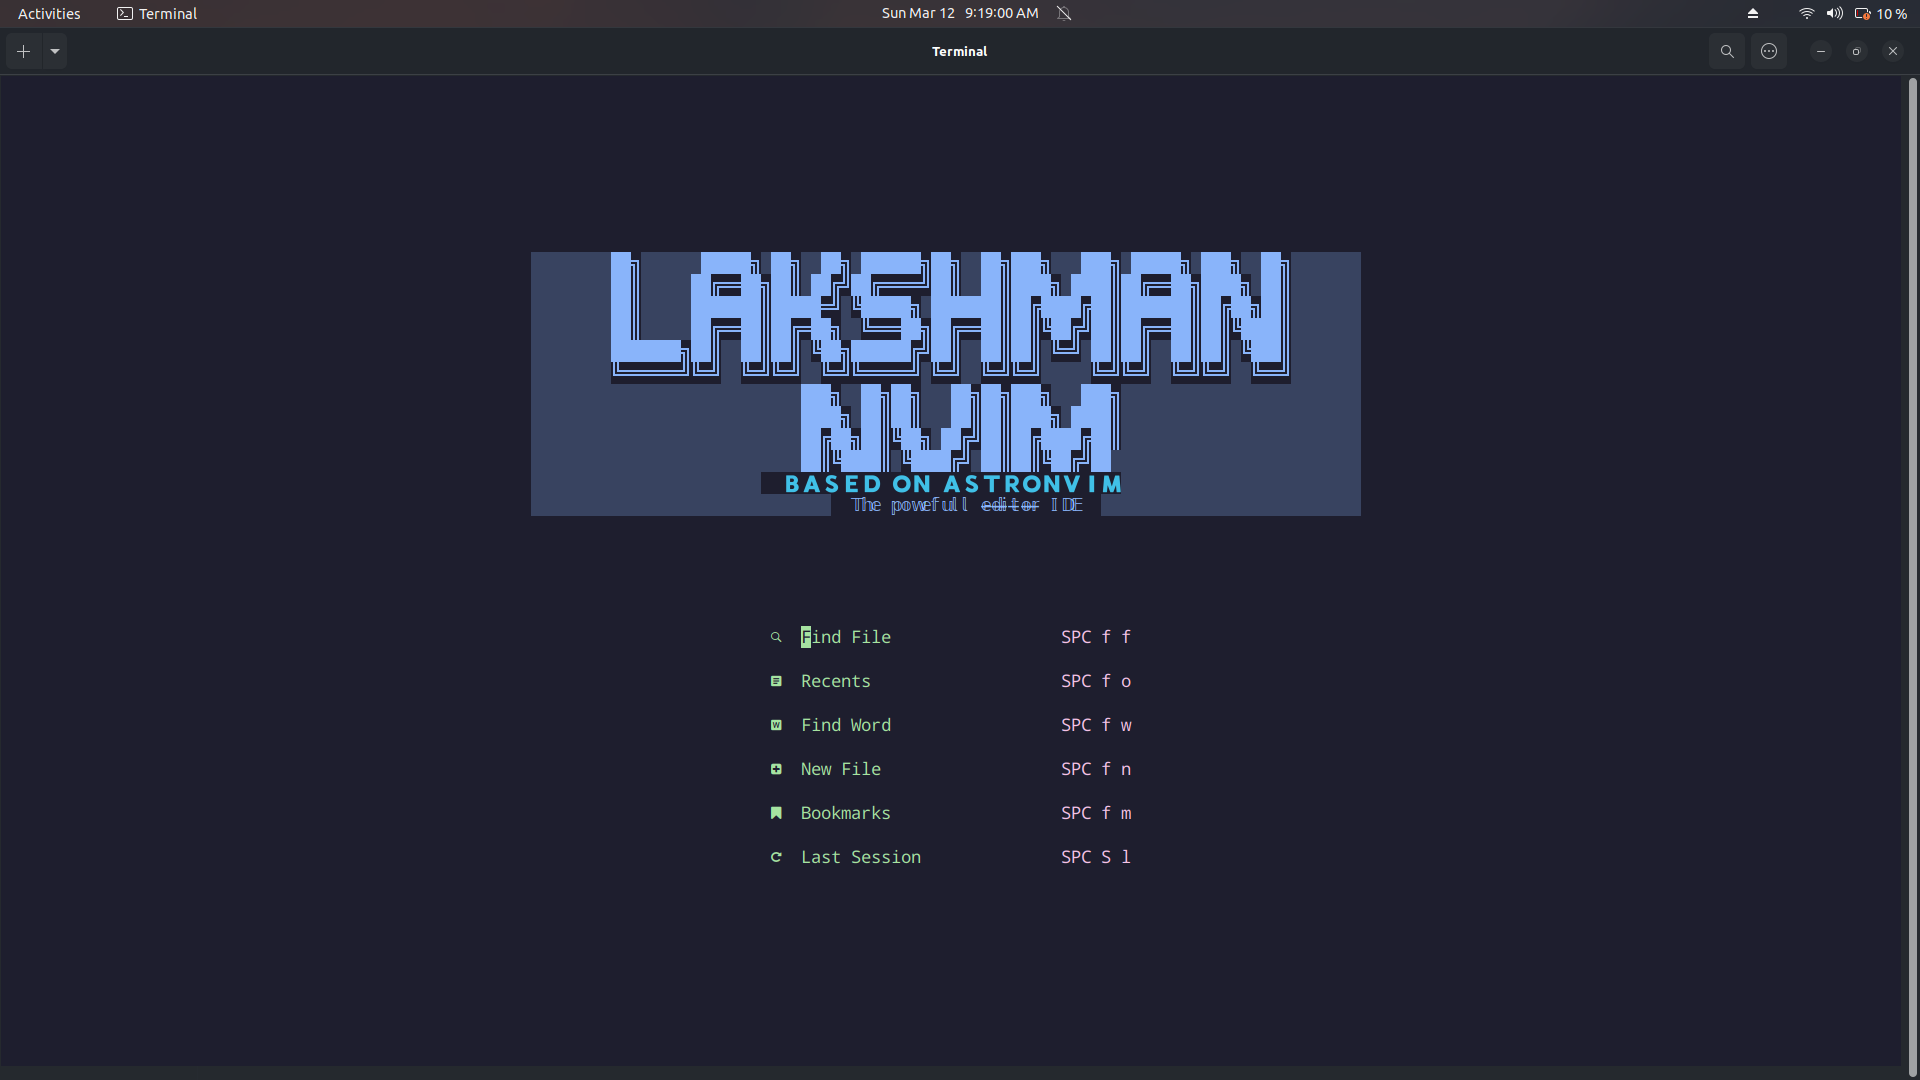 Activities Terminal Sun Mar 12 9:19:00 AM 10 %
Terminal
LAKSHMAN
NVIM
BASED ON ASTRONVIM
The powefull editor IDE
Find File SPC f f
Recents SPC f o
Find Word SPC f w
New File SPC f n
Bookmarks SPC f m
Last Session SPC S l